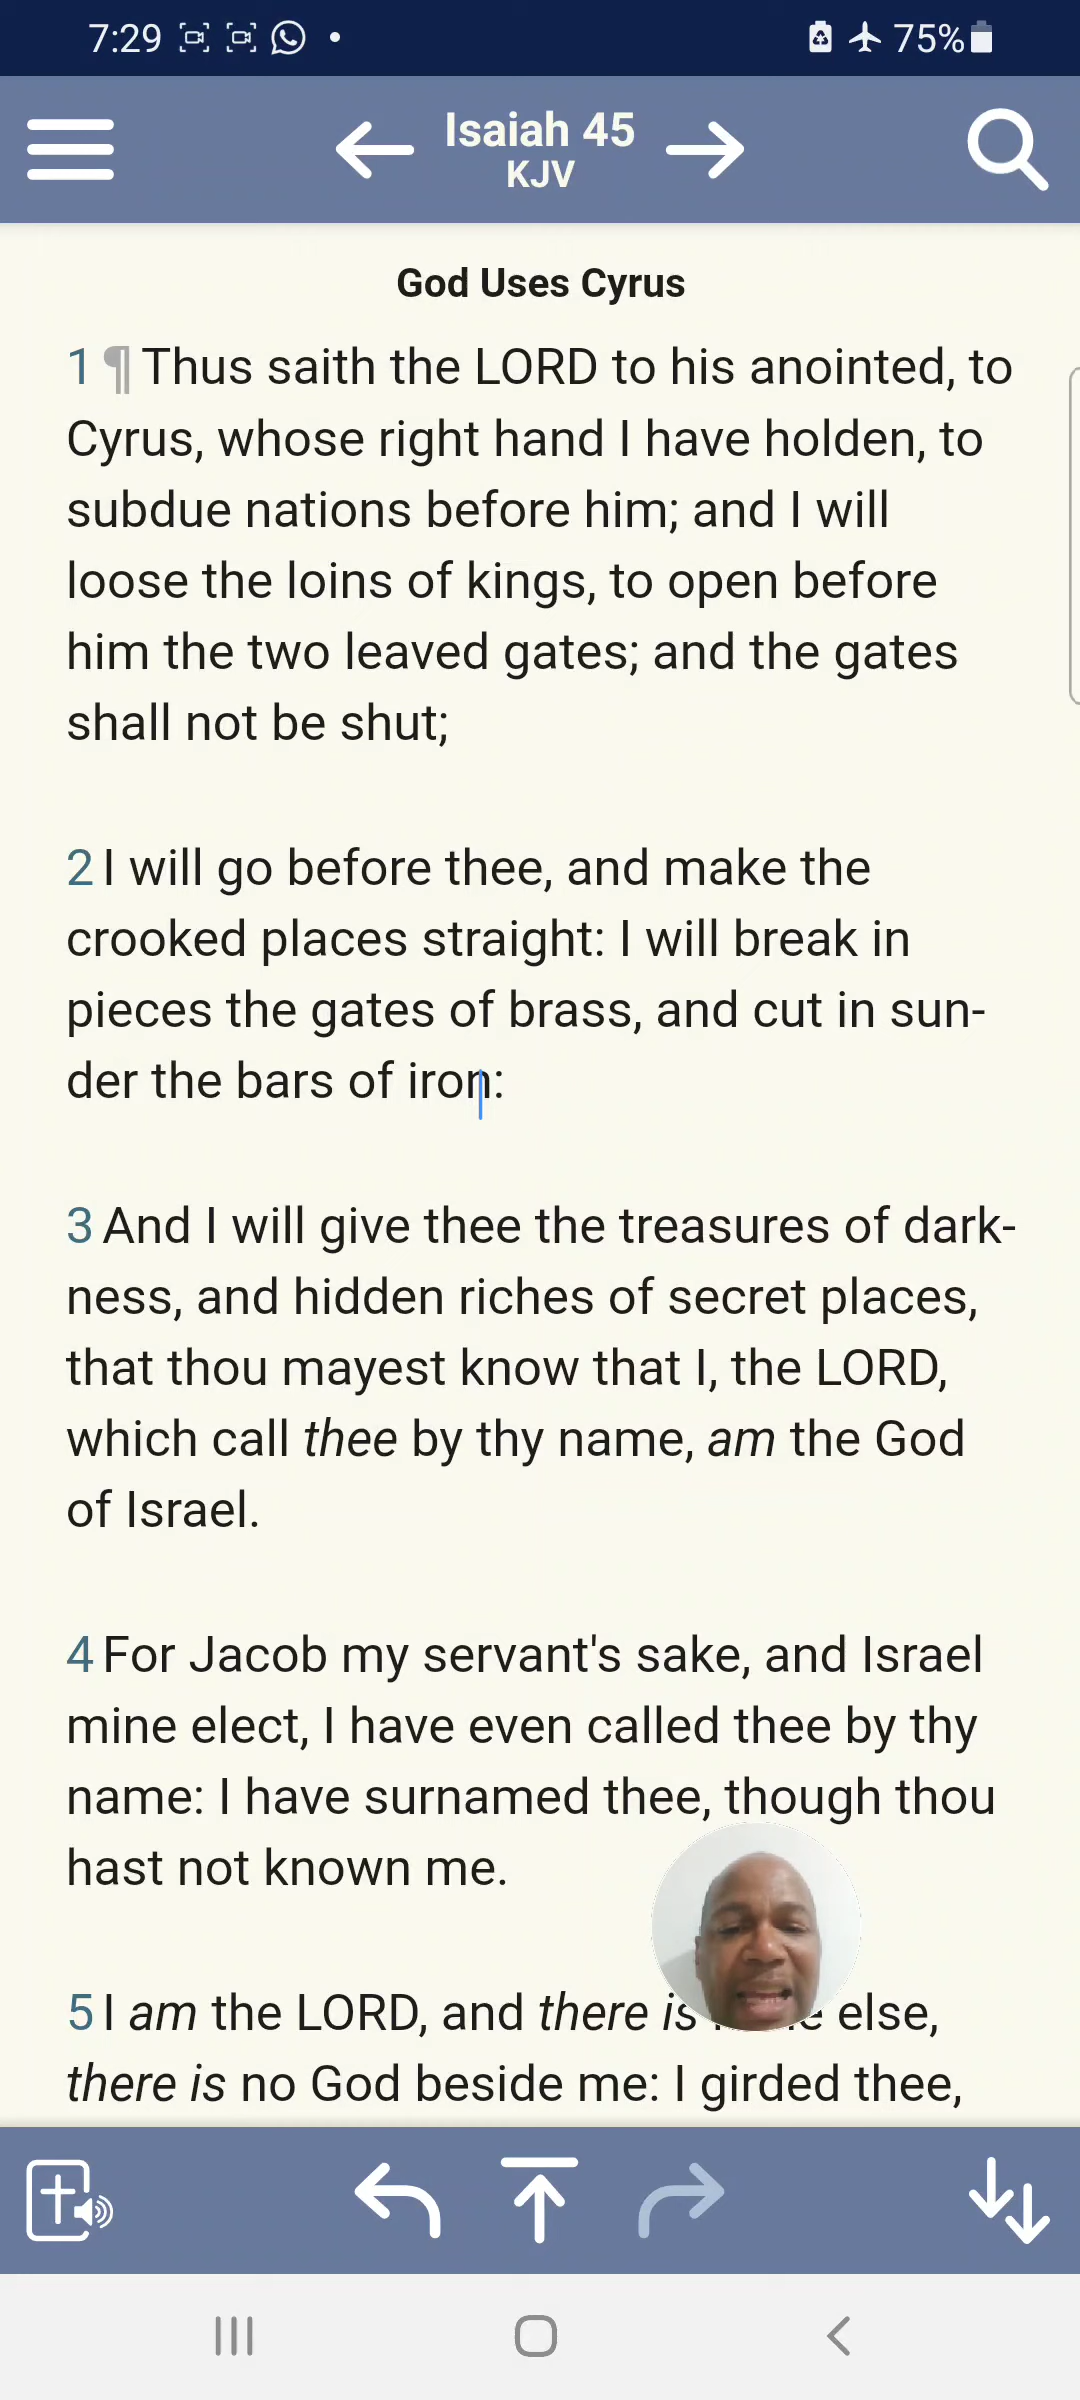 7:29
75%
Isaiah 45
KJV
God Uses Cyrus
1 ¶ Thus saith the LORD to his anointed, to
Cyrus, whose right hand I have holden, to
subdue nations before him; and I will
loose the loins of kings, to open before
him the two leaved gates; and the gates
shall not be shut;
2 I will go before thee, and make the
crooked places straight: I will break in
pieces the gates of brass, and cut in sun-
der the bars of iron:
3 And I will give thee the treasures of dark-
ness, and hidden riches of secret places,
that thou mayest know that I, the LORD,
which call thee by thy name, am the God
of Israel.
4 For Jacob my servant's sake, and Israel
mine elect, I have even called thee by thy
name: I have surnamed thee, though thou
hast not known me.
5 I am the LORD, and there is else,
there is no God beside me: I girded thee,